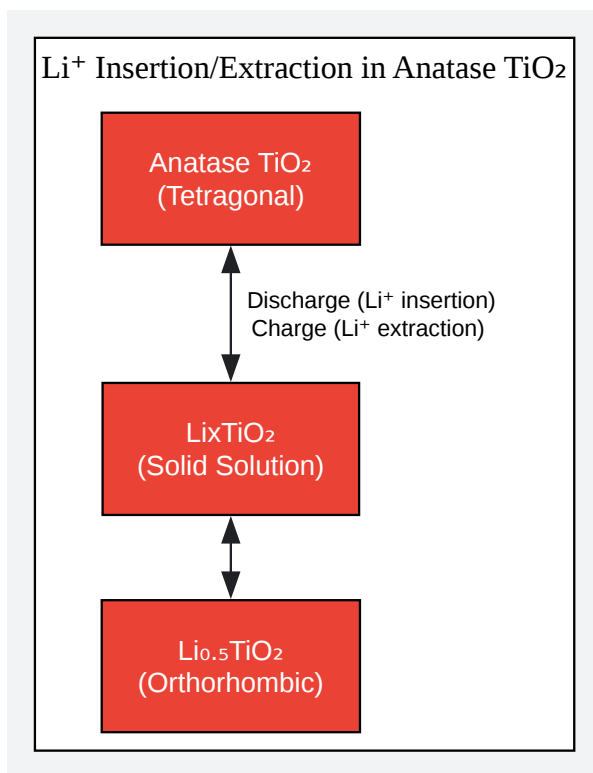 Li⁺ Insertion/Extraction in Anatase TiO₂
Anatase TiO₂
(Tetragonal)
Discharge (Li⁺ insertion)
Charge (Li⁺ extraction)
LixTiO₂
(Solid Solution)
Li₀.₅TiO₂
(Orthorhombic)